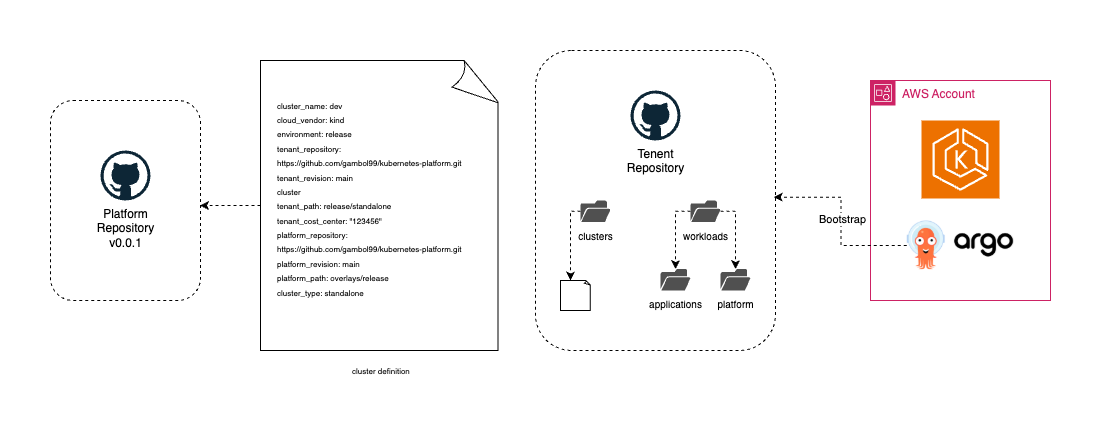 Platform
Repository
v0.0.1
cluster_name: dev
cloud_vendor: kind
environment: release
tenant_repository:
https://github.com/gambol99/kubernetes-platform.git
tenant_revision: main
cluster
tenant_path: release/standalone
tenant_cost_center: "123456"
platform_repository:
https://github.com/gambol99/kubernetes-platform.git
platform_revision: main
platform_path: overlays/release
cluster_type: standalone
cluster definition
Tenent
Repository
clusters
workloads
applications
platform
Bootstrap
AWS Account
K
argo